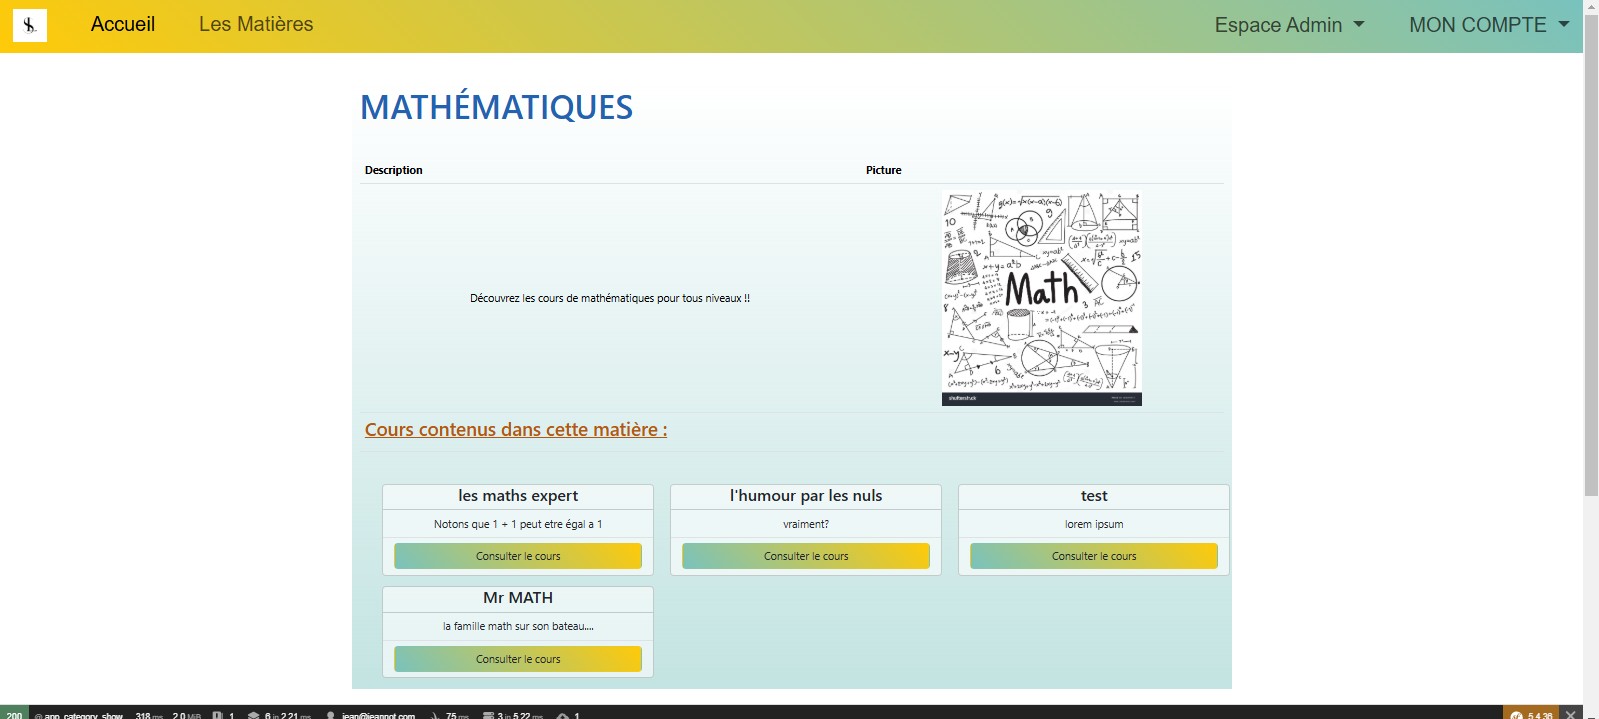 Accueil
Les Matières
Espace Admin
MON COMPTE
MATHÉMATIQUES
Description
Picture
Math
shutterstock
Découvrez les cours de mathématiques pour tous niveaux !!
Cours contenus dans cette matière :
les maths expert
Notons que 1 + 1 peut etre égal a 1
Consulter le cours
l'humour par les nuls
vraiment?
Consulter le cours
test
lorem ipsum
Consulter le cours
Mr MATH
la famille math sur son bateau....
Consulter le cours
200 @ app_category_show 318 ms 2.0 MiB 1 6 in 2.21 ms jean@jeannot.com 75 ms 3 in 5.22 ms 1 5.4.36